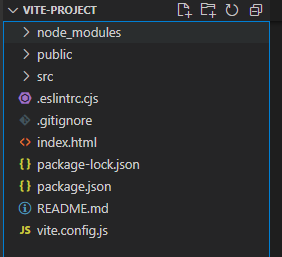 VITE-PROJECT
node_modules
public
src
.eslintrc.cjs
.gitignore
index.html
{} package-lock.json
{} package.json
README.md
JS vite.config.js